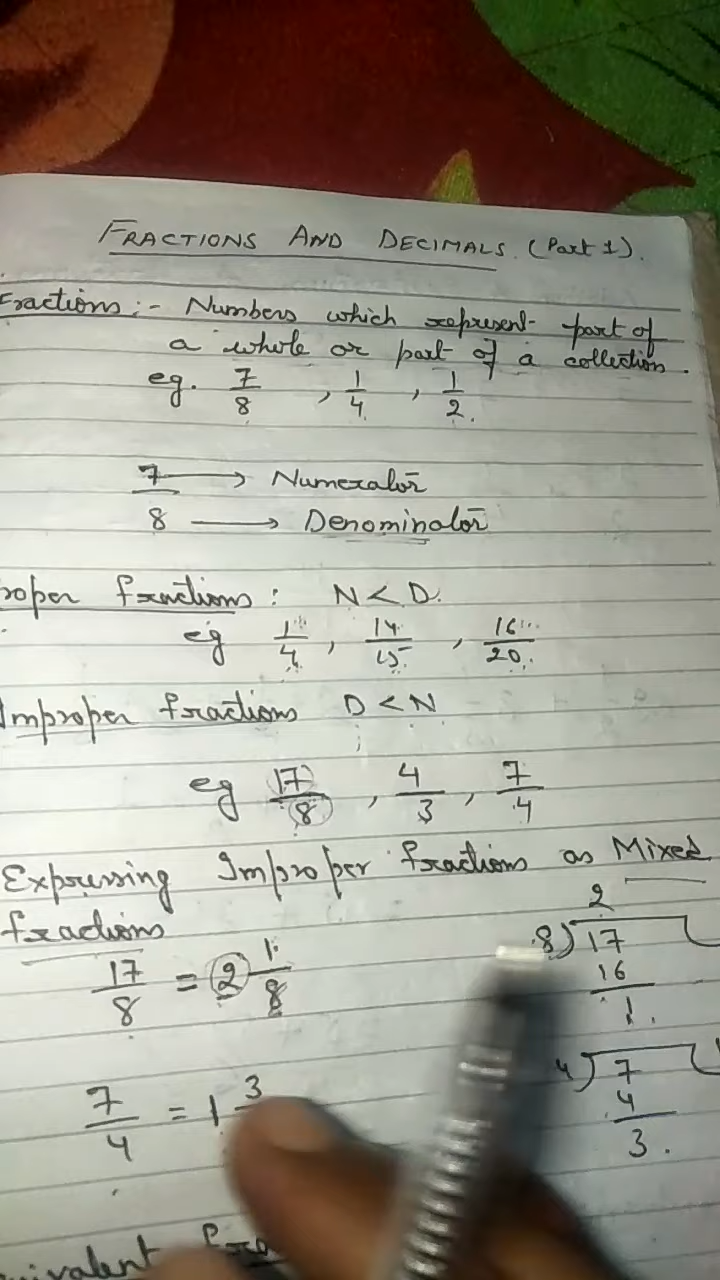 FRACTIONS AND DECIMALS. (Part 1).
Fractions :- Numbers which represent part of
a whole or part of a collection.
eg. 7/8 , 1/4 , 1/2.
7 → Numerator
8 → Denominator
roper fractions : N < D.
eg 1/4 , 14/15 , 16/20
Improper fractions D < N
eg 17/8 , 4/3 , 7/4
Expressing Improper fractions as Mixed
fractions
17/8 = 2 1/8
2
8) 17
16
1.
7/4 = 1 3
4) 7
4
3.
uivalent